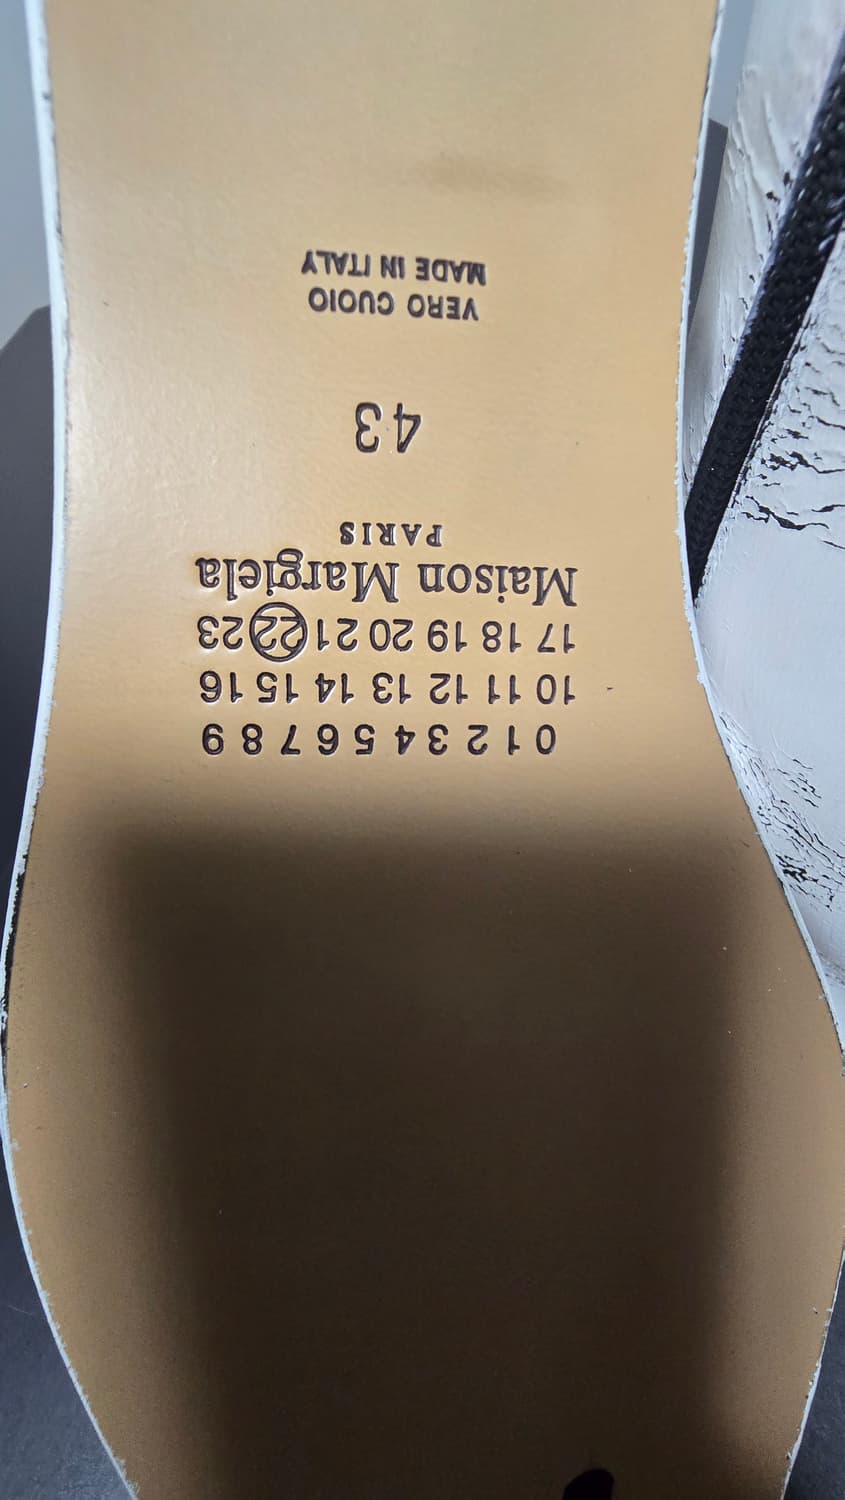 0 1 2 3 4 5 6 7 8 9
10 11 12 13 14 15 16
17 18 19 20 21 22 23
Maison Margiela
PARIS
43
VERO CUOIO
MADE IN ITALY